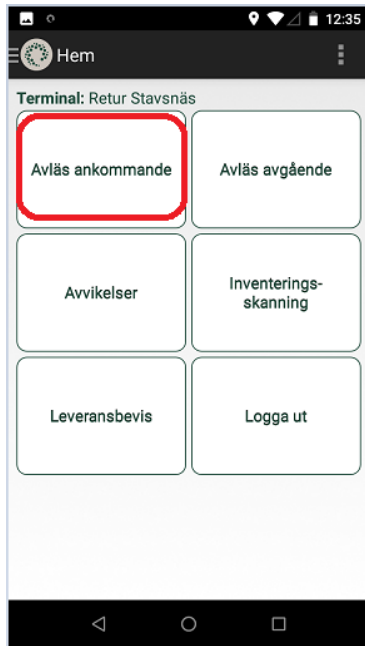 12:35
Hem
Terminal: Retur Stavsnäs
Avläs ankommande
Avläs avgående
Avvikelser
Inventerings-
skanning
Leveransbevis
Logga ut